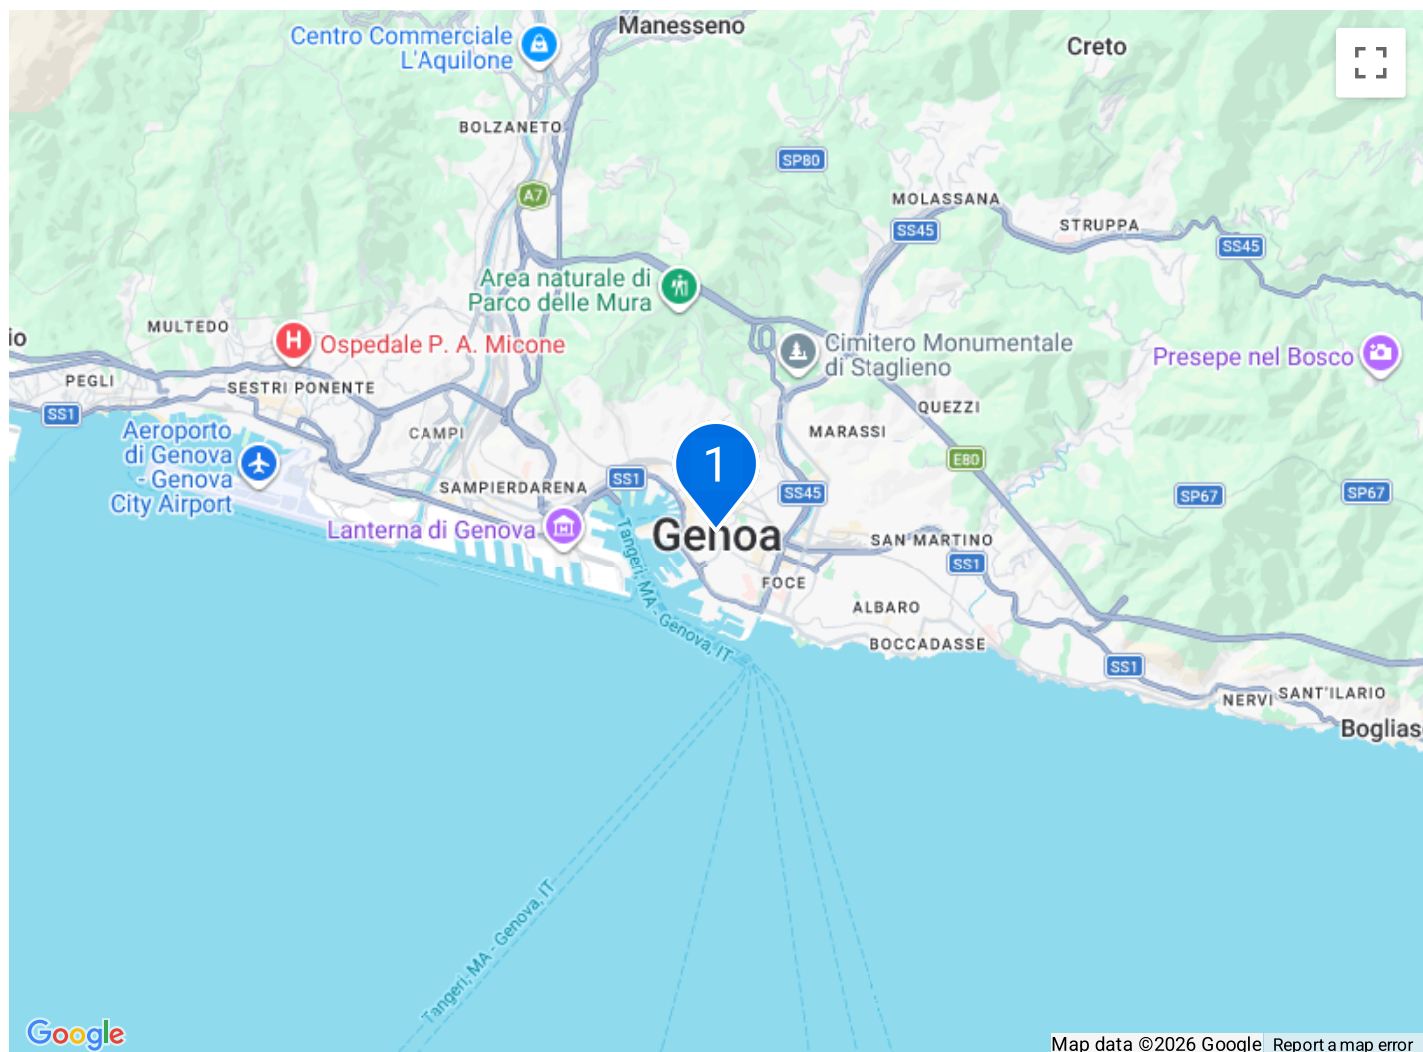 Manesseno
Centro Commerciale
L'Aquilone
Creto
BOLZANETO
SP80
A7
MOLASSANA
STRUPPA
SS45
SS45
Area naturale di
Parco delle Mura
MULTEDO
io
Ospedale P. A. Micone
H
Cimitero Monumentale
di Staglieno
Presepe nel Bosco
PEGLI
SESTRI PONENTE
SS1
QUEZZI
CAMPI
MARASSI
Aeroporto
di Genova
- Genova
City Airport
1
E80
SS1
SAMPIERDARENA
SS45
SP67
SP67
Lanterna di Genova
Genoa
SAN MARTINO
SS1
FOCE
ALBARO
BOCCADASSE
Tangeri, MA - Genova, IT
SS1
NERVI
SANT'ILARIO
Boglias
Tangeri, MA - Genova, IT
Google
Map data ©2026 Google
Report a map error